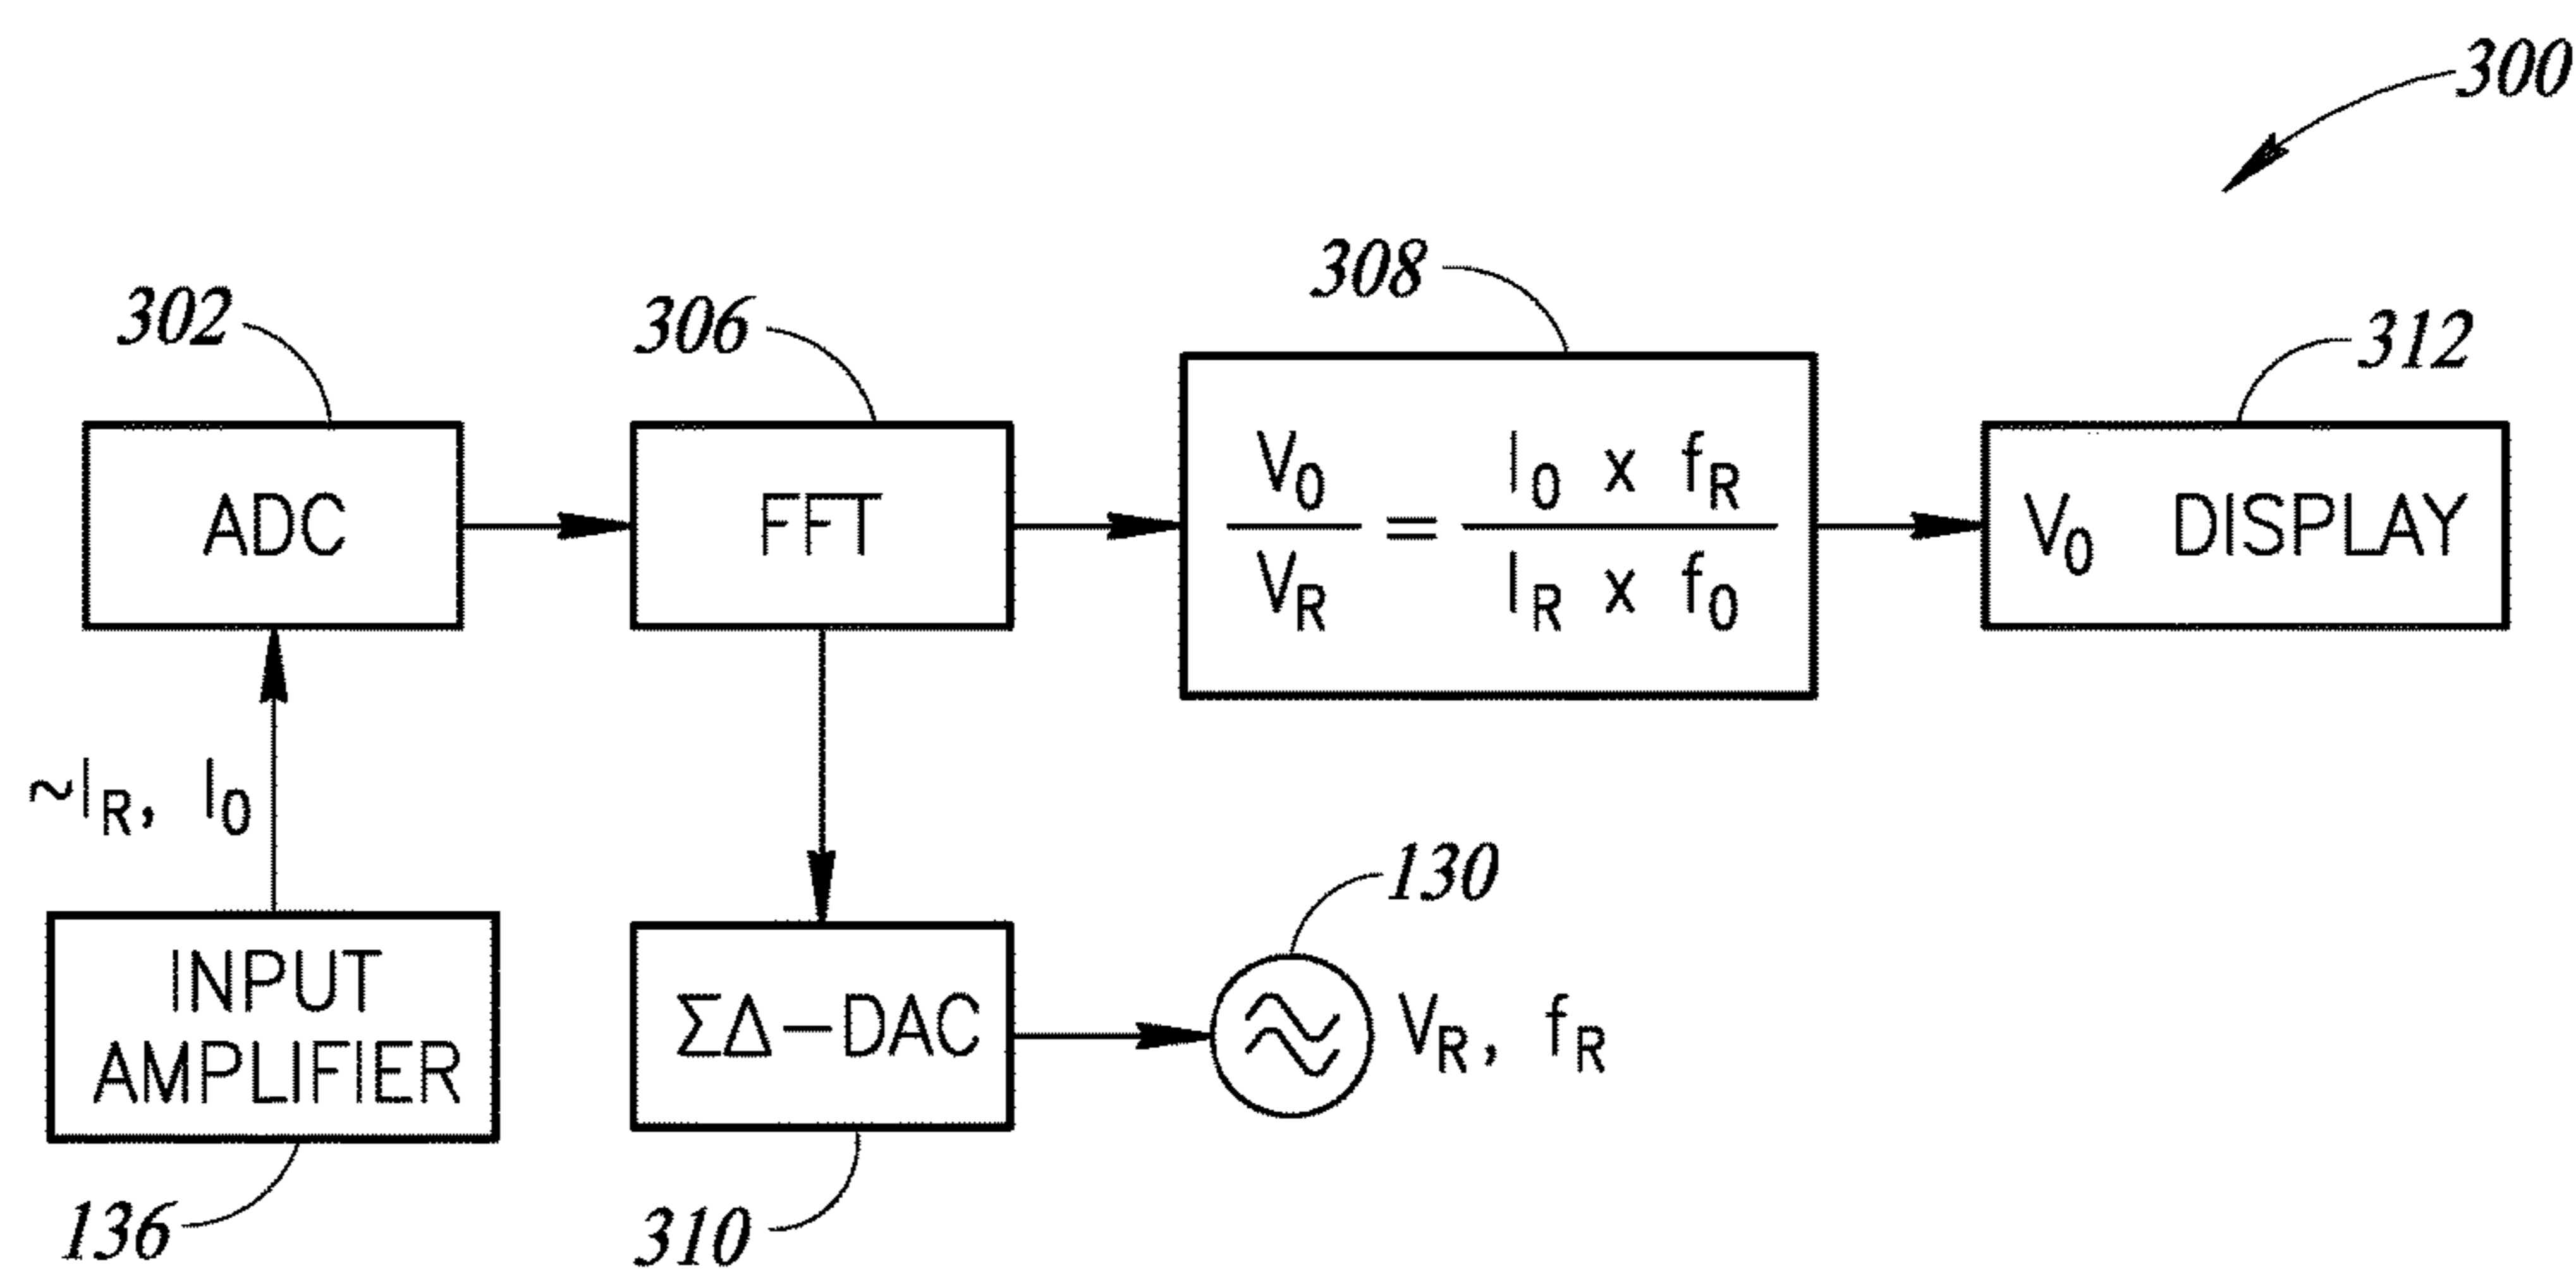 300
308
302
306
312
ADC
FFT
V0/VR = I0 x fR/IR x f0
V0 DISPLAY
~IR, I0
130
INPUT
AMPLIFIER
ΣΔ-DAC
VR, fR
136
310